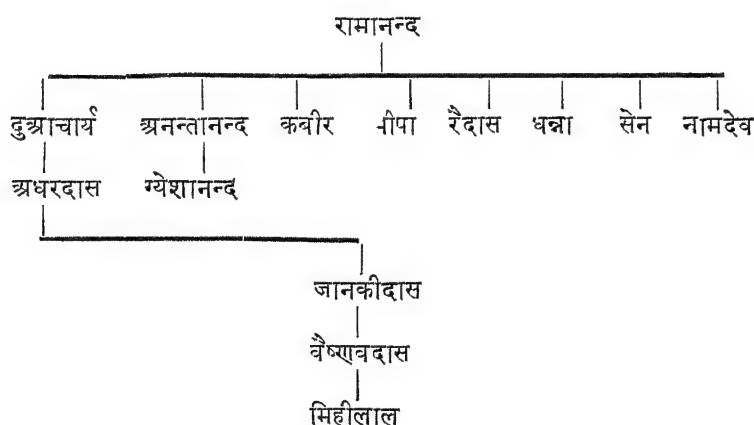 रामानन्द
दुआचार्य अनन्तानन्द कबीर पीपा रैदास धन्ना सेन नामदेव
अधरदास ग्येशानन्द
जानकीदास
वैष्णवदास
मिहीलाल